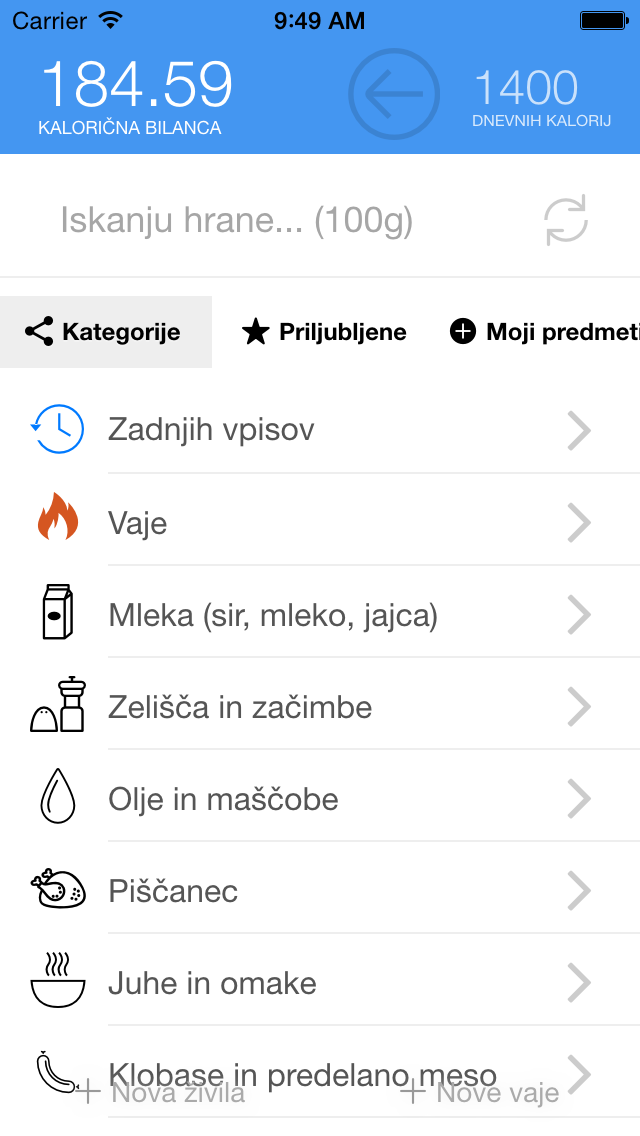 Carrier 9:49 AM
184.59 1400
KALORIČNA BILANCA DNEVNIH KALORIJ
Iskanju hrane... (100g)
Kategorije Priljubljene Moji predmeti
Zadnjih vpisov
Vaje
Mleka (sir, mleko, jajca)
Zelišča in začimbe
Olje in maščobe
Piščanec
Juhe in omake
Klobase in predelano meso
Nova živila Nove vaje